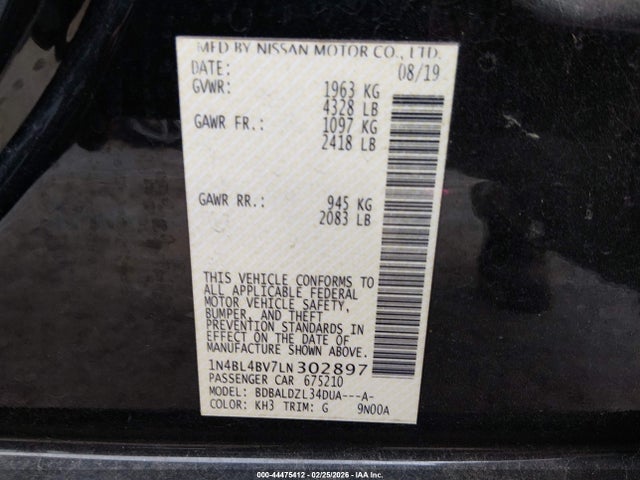 MFD BY NISSAN MOTOR CO., LTD.
DATE: 08/19
GVWR: 1963 KG
4328 LB
GAWR FR.: 1097 KG
2418 LB
GAWR RR.: 945 KG
2083 LB
THIS VEHICLE CONFORMS TO
ALL APPLICABLE FEDERAL
MOTOR VEHICLE SAFETY,
BUMPER, AND THEFT
PREVENTION STANDARDS IN
EFFECT ON THE DATE OF
MANUFACTURE SHOWN ABOVE.
1N4BL4BV7LN302897
PASSENGER CAR 675210
MODEL: BDBALDZL34DUA---A-
COLOR: KH3 TRIM: G 9N00A
000-44475412 | 02/25/2026 - Copyright © IAA, LLC.